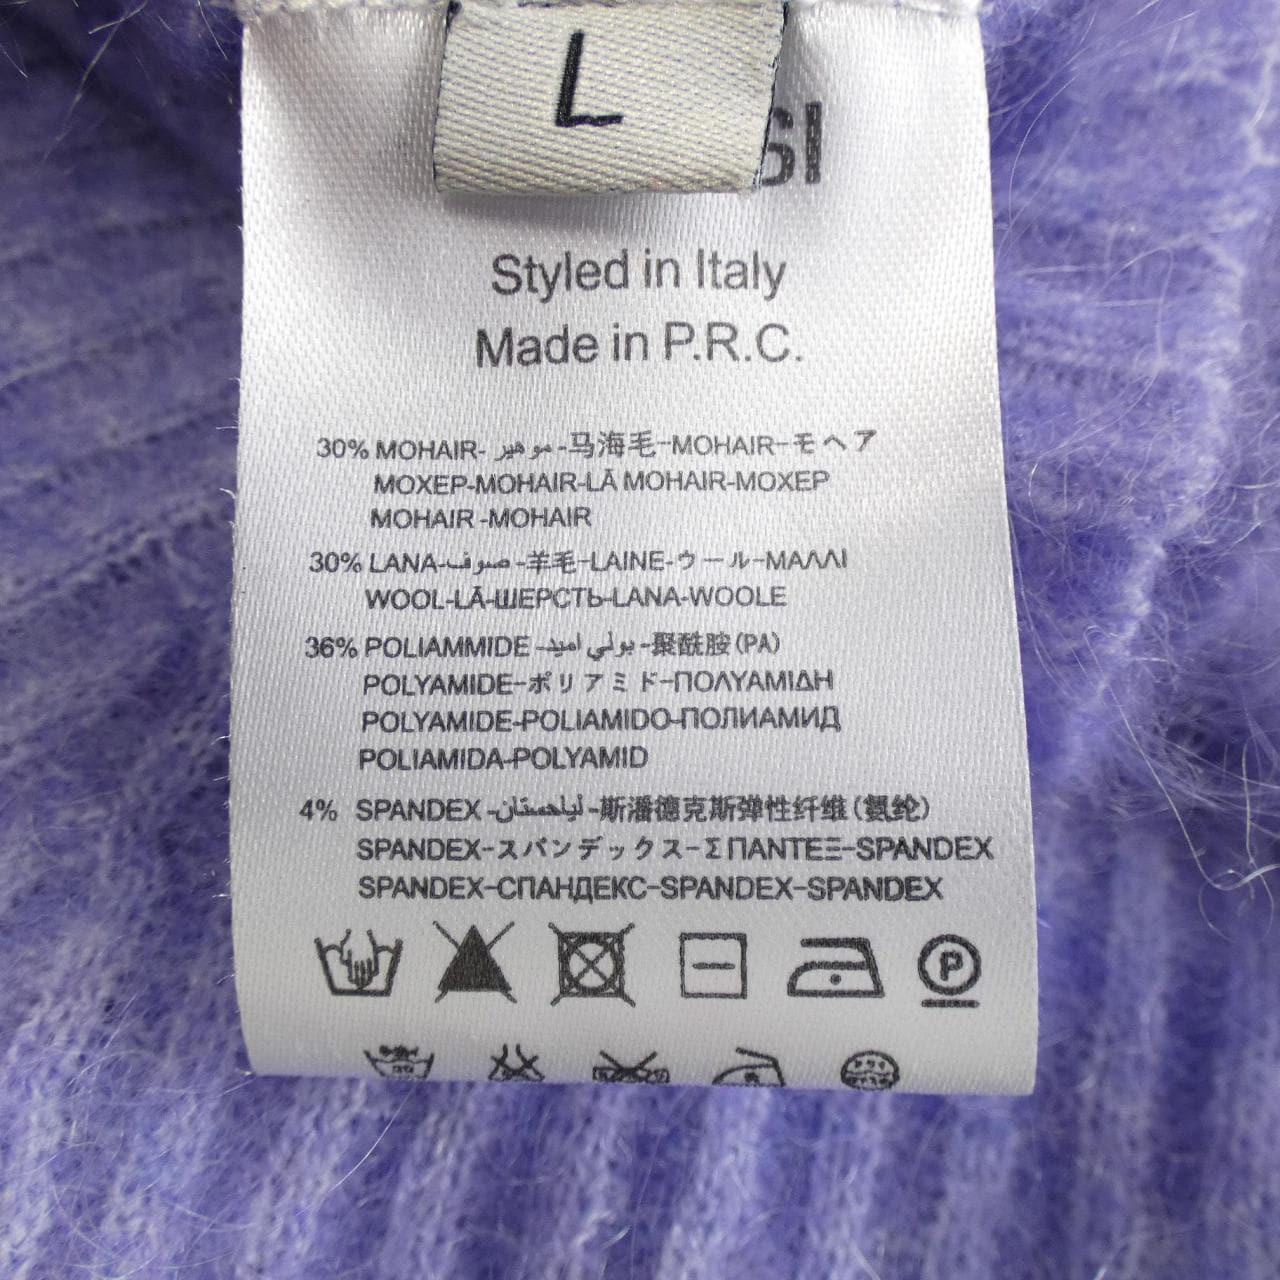 L
SI
Styled in Italy
Made in P.R.C.
30% MOHAIR- موهير -马海毛-MOHAIR-モヘア
МОХЕР-MOHAIR-LÃ MOHAIR-МОХЕР
MOHAIR -MOHAIR
30% LANA-صوف-羊毛-LAINE-ウール-ΜΑΛΛΙ
WOOL-LÃ-ШЕРСТЬ-LANA-WOOLE
36% POLIAMMIDE -بولي اميد-聚酰胺(PA)
POLYAMIDE-ポリアミド-ΠΟΛΥΑΜΙΔΗ
POLYAMIDE-POLIAMIDO-ПОЛИАМИД
POLIAMIDA-POLYAMID
4% SPANDEX -斯潘德克斯弹性纤维(氨纶)
SPANDEX-スパンデックス-ΣΠΑΝΤΕΞ-SPANDEX
SPANDEX-СПАНДЕКС-SPANDEX-SPANDEX
P